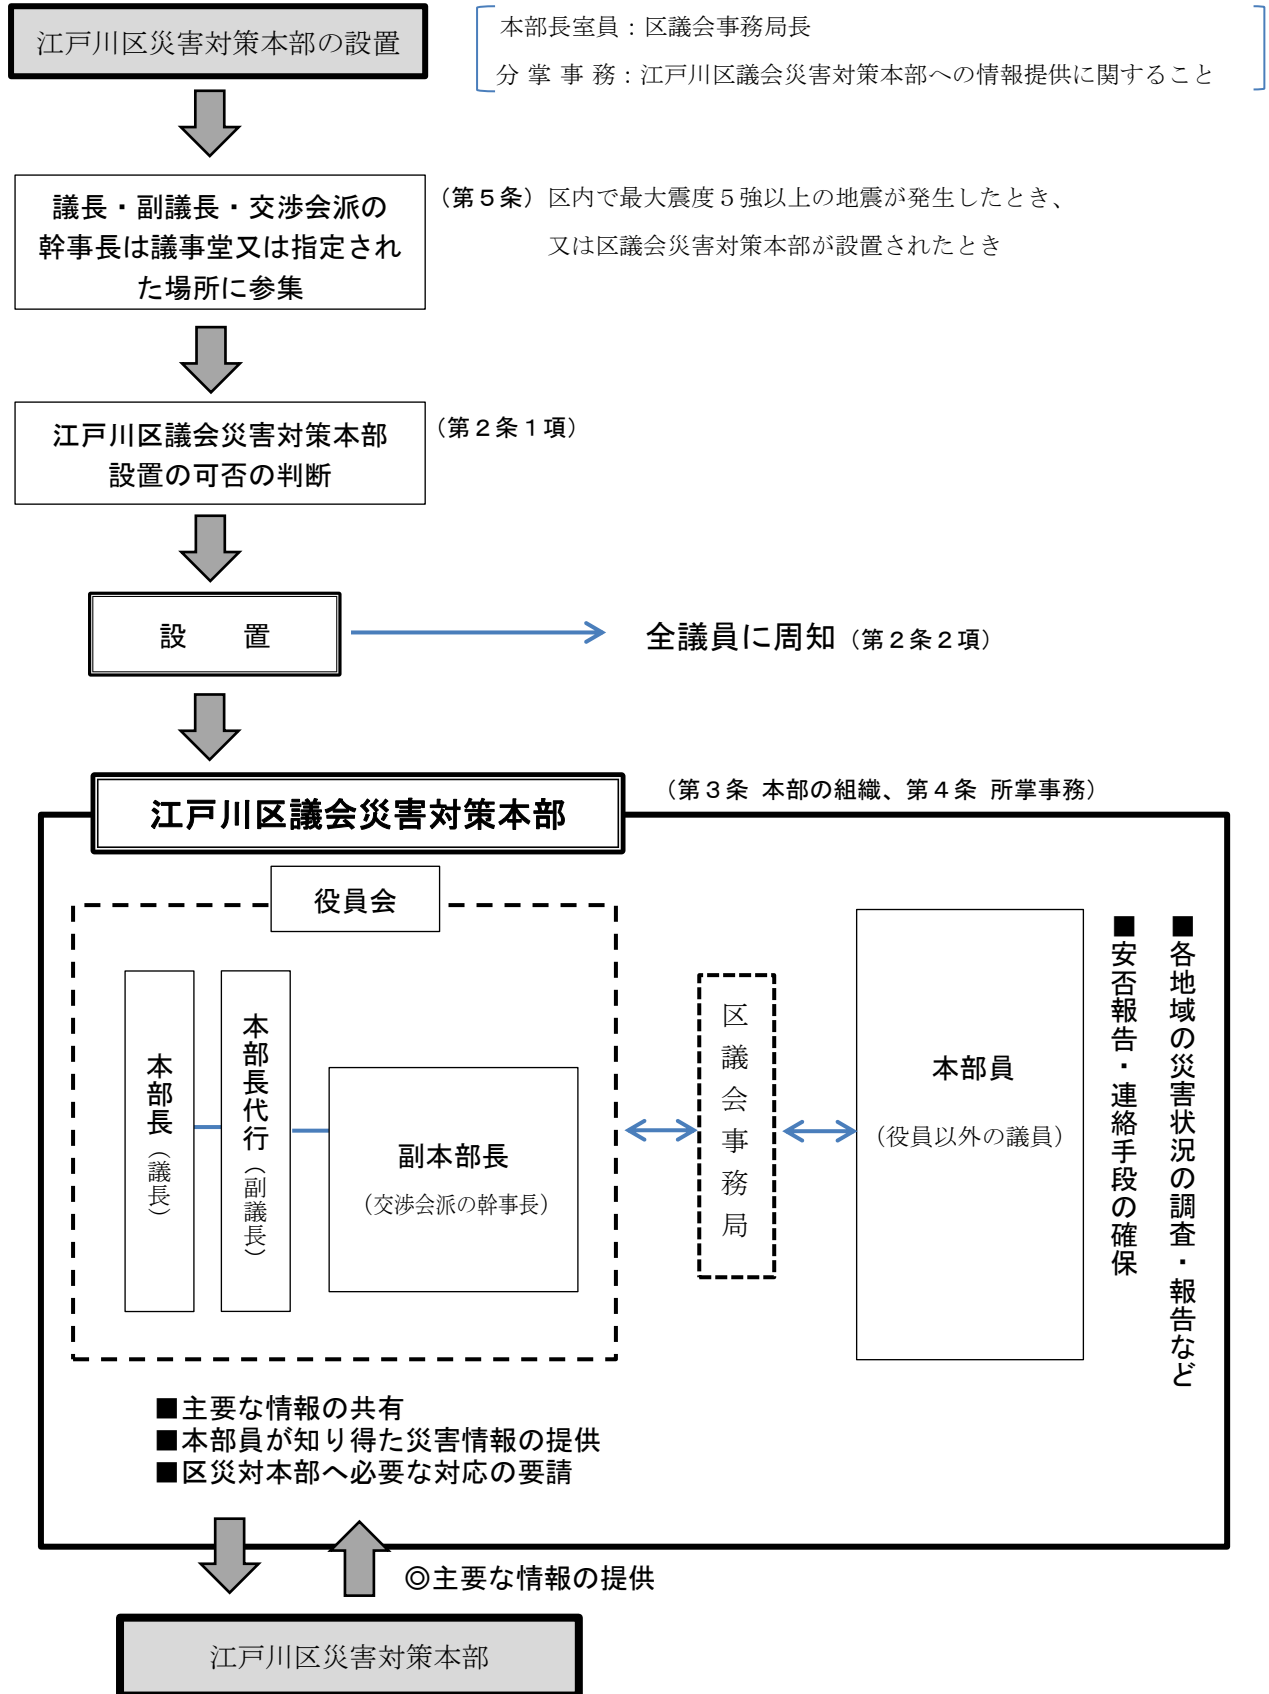 江戸川区災害対策本部の設置
本部長室員：区議会事務局長
分掌事務：江戸川区議会災害対策本部への情報提供に関すること
議長・副議長・交渉会派の
幹事長は議事堂又は指定され
た場所に参集
（第５条）区内で最大震度５強以上の地震が発生したとき、
又は区議会災害対策本部が設置されたとき
江戸川区議会災害対策本部
設置の可否の判断
（第２条１項）
設　置
全議員に周知（第２条２項）
（第３条 本部の組織、第４条 所掌事務）
江戸川区議会災害対策本部
役員会
本部長（議長）
本部長代行（副議長）
副本部長
（交渉会派の幹事長）
区議会事務局
本部員
（役員以外の議員）
■各地域の災害状況の調査・報告など
■安否報告・連絡手段の確保
■主要な情報の共有
■本部員が知り得た災害情報の提供
■区災対本部へ必要な対応の要請
◎主要な情報の提供
江戸川区災害対策本部